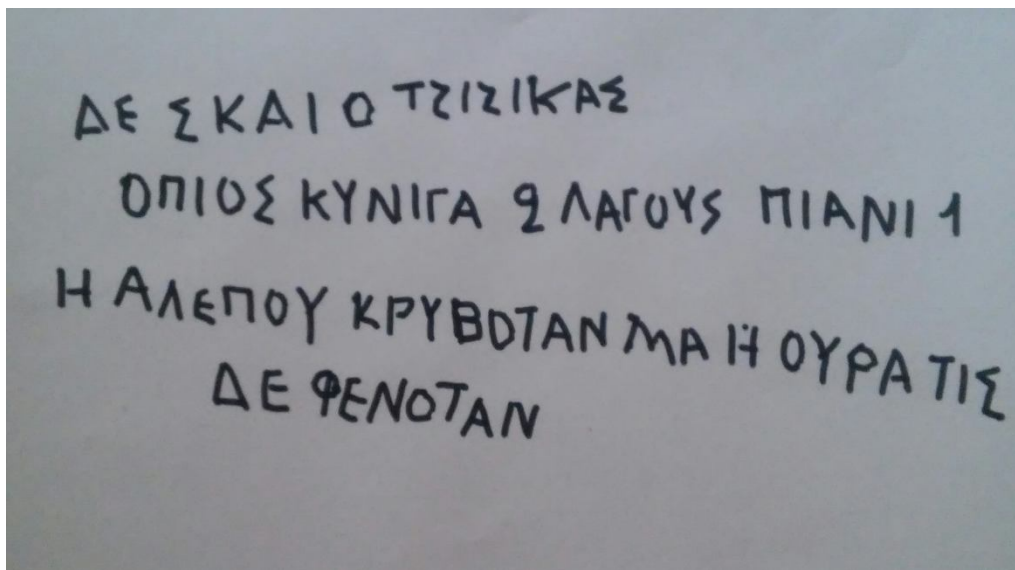 ΔΕ ΣΚΑΙ Ο ΤΖΙΖΙΚΑΣ
ΟΠΙΟΣ ΚΥΝΙΓΑ 2 ΛΑΓΟΥΣ ΠΙΑΝΙ 1
Η ΑΛΕΠΟΥ ΚΡΥΒΟΤΑΝ ΜΑ Η ΟΥΡΑ ΤΙΣ
ΔΕ ΦΕΝΟΤΑΝ